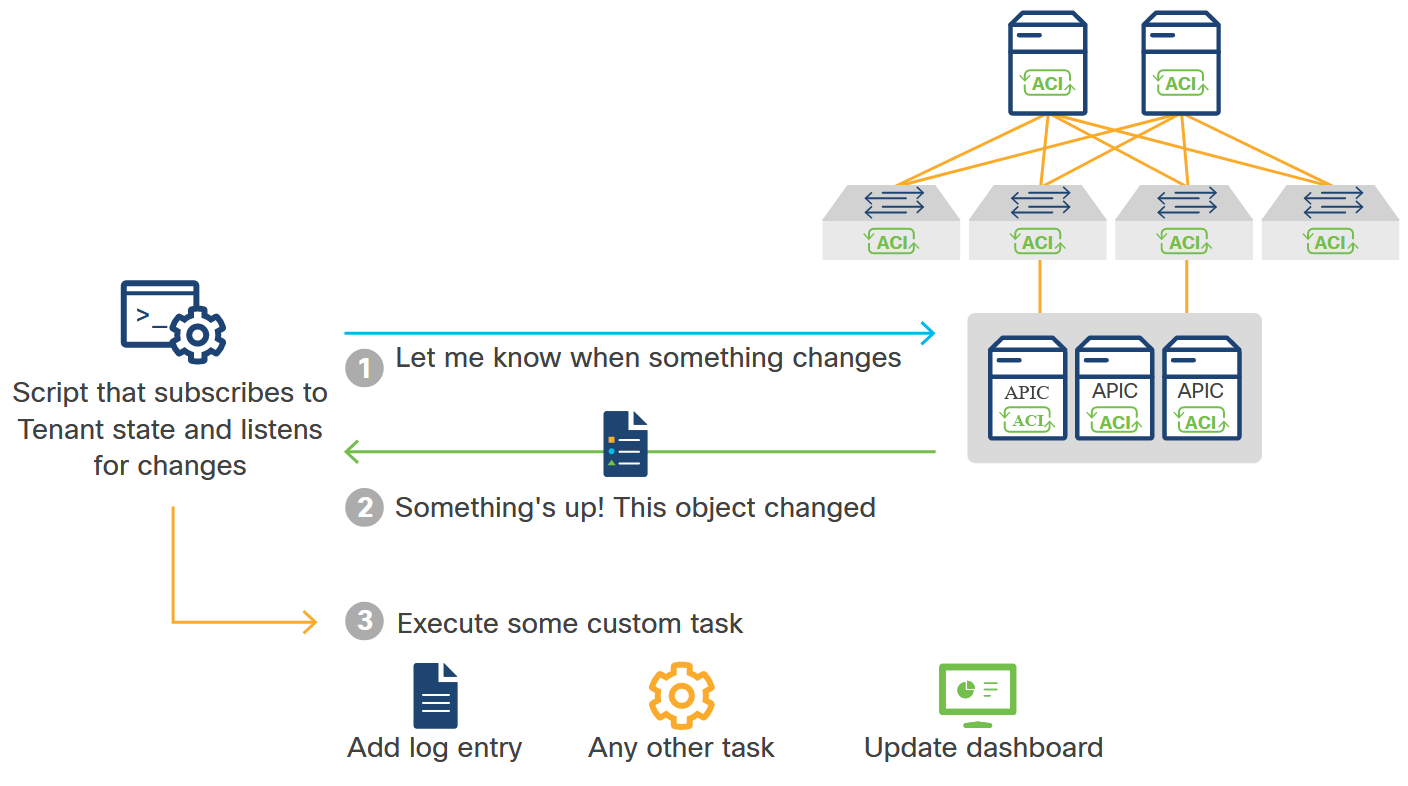 ACI
ACI
ACI
ACI
ACI
ACI
>_
1
Let me know when something changes
APIC
ACI
APIC
ACI
APIC
ACI
Script that subscribes to
Tenant state and listens
for changes
2
Something's up! This object changed
3
Execute some custom task
Add log entry
Any other task
Update dashboard